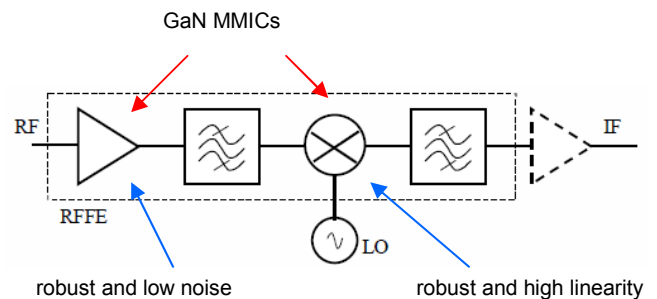 GaN MMICs
RF
IF
RFFE
LO
robust and low noise
robust and high linearity